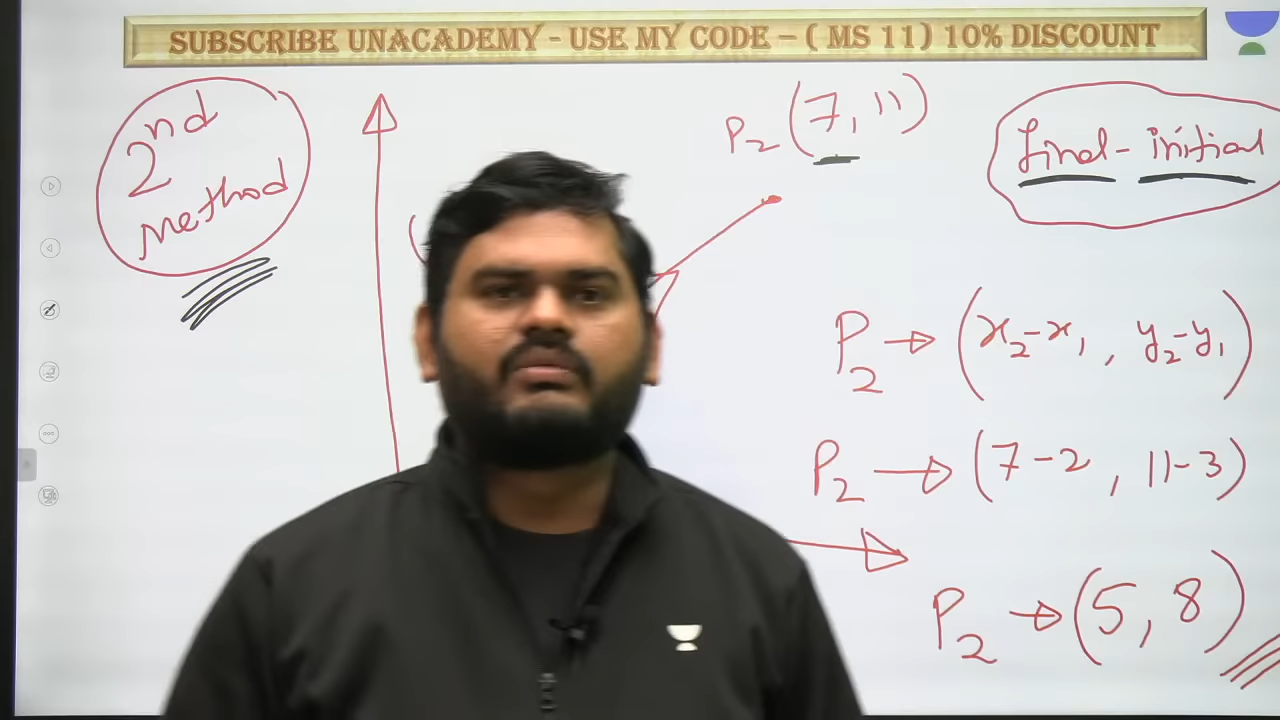 SUBSCRIBE UNACADEMY - USE MY CODE – ( MS 11) 10% DISCOUNT
2nd
method
P2 (7, 11)
final - initial
P2 → (x2-x1, y2-y1)
P2 → (7-2, 11-3)
P2 → (5, 8)